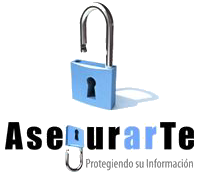 AsegurarTe
Protegiendo su Información